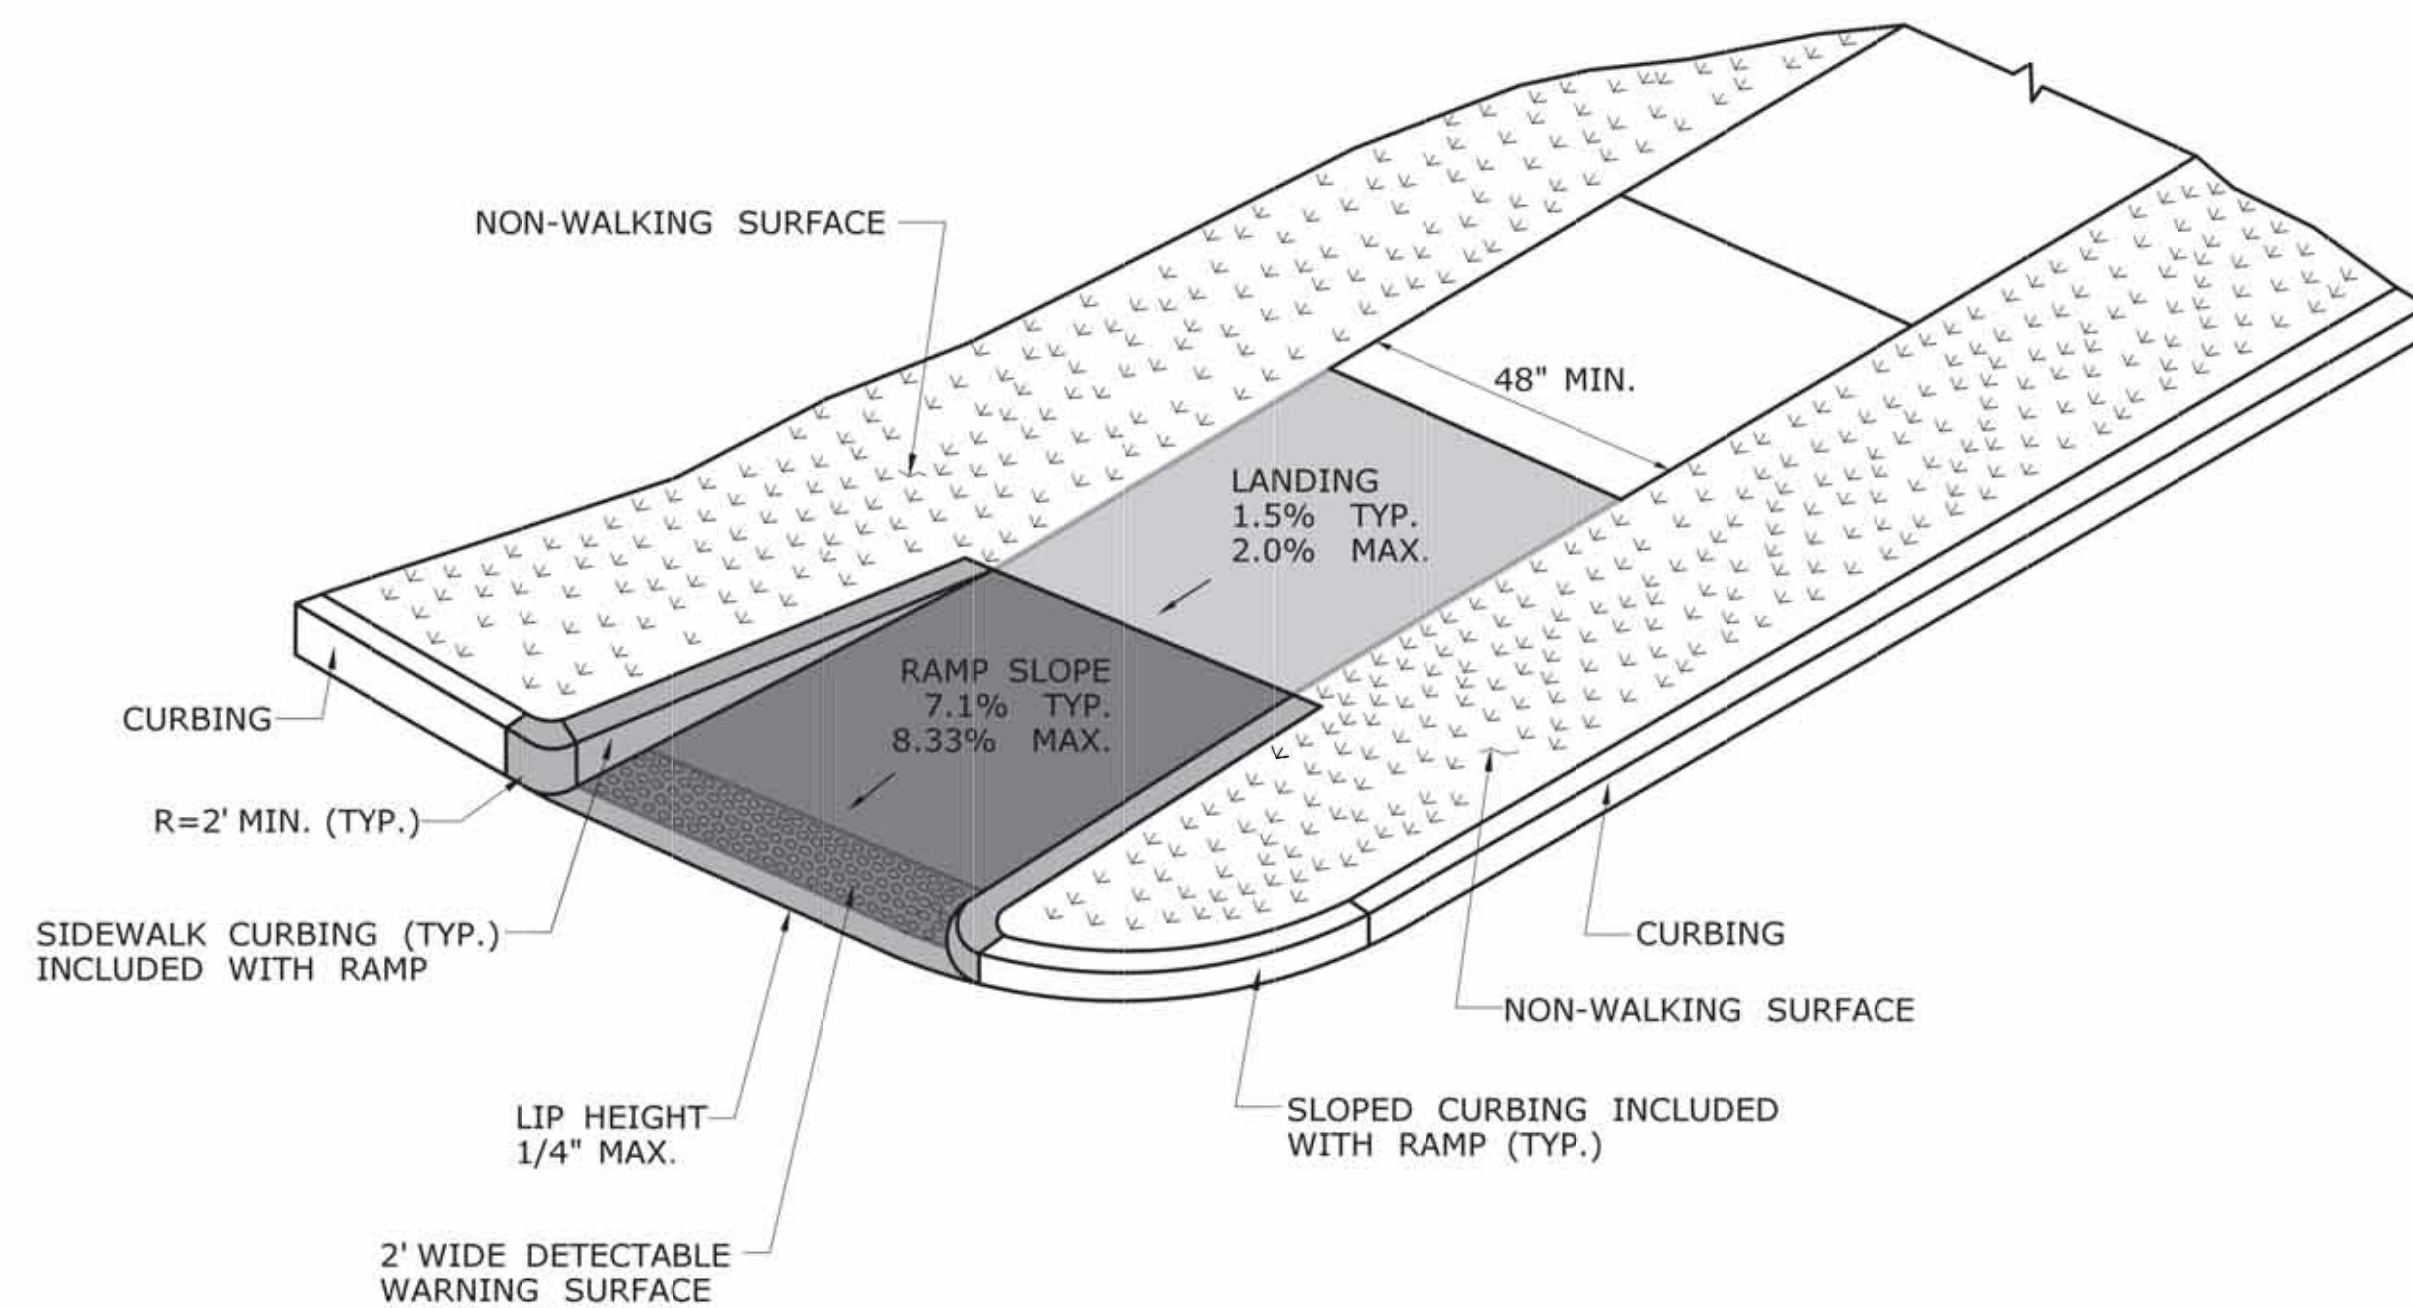 NON-WALKING SURFACE
48" MIN.
LANDING
1.5% TYP.
2.0% MAX.
RAMP SLOPE
7.1% TYP.
8.33% MAX.
CURBING
R=2' MIN. (TYP.)
SIDEWALK CURBING (TYP.)
INCLUDED WITH RAMP
CURBING
NON-WALKING SURFACE
LIP HEIGHT
1/4" MAX.
SLOPED CURBING INCLUDED
WITH RAMP (TYP.)
2' WIDE DETECTABLE
WARNING SURFACE